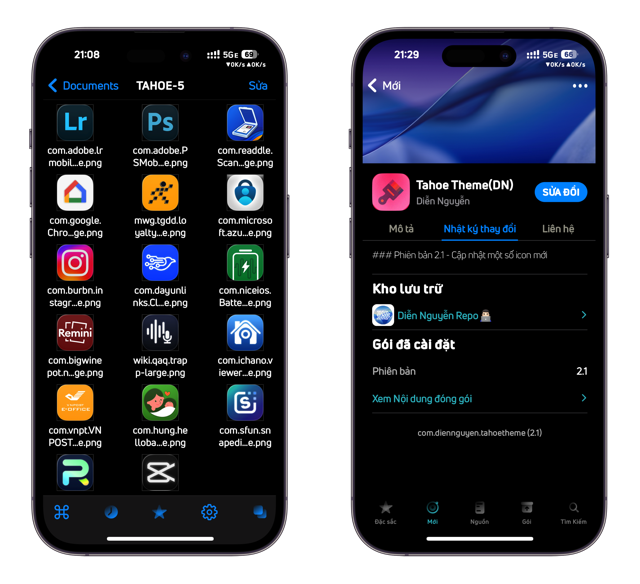 21:08
5GE 69
▼0K/s ▲0K/s
Documents
TAHOE-5
Sửa
Lr
Ps
com.adobe.lr
mobil...e.png
com.adobe.P
SMob...e.png
com.readdle.
Scan...ge.png
com.google.
Chro...ge.png
mwg.tgdd.lo
yalty...e.png
com.microso
ft.azu...e.png
com.burbn.in
stagr...e.png
com.dayunli
nks.Cl...e.png
com.niceios.
Batte...e.png
Remini
com.bigwine
pot.n...ge.png
wiki.qaq.trap
p-large.png
com.ichano.v
iewer...e.png
E-OFFICE
S
com.vnpt.VN
POST...e.png
com.hung.he
lloba...e.png
com.sfun.sn
apedi...e.png
21:29
5GE 66
▼0K/s ▲0K/s
Mới
Tahoe Theme(DN)
Diễn Nguyễn
SỬA ĐỔI
Mô tả
Nhật ký thay đổi
Liên hệ
### Phiên bản 2.1 - Cập nhật một số icon mới
Kho lưu trữ
Diễn Nguyễn Repo
Gói đã cài đặt
Phiên bản
2.1
Xem Nội dung đóng gói
com.diennguyen.tahoetheme (2.1)
Đặc sắc
Mới
Nguồn
Gói
Tìm Kiếm